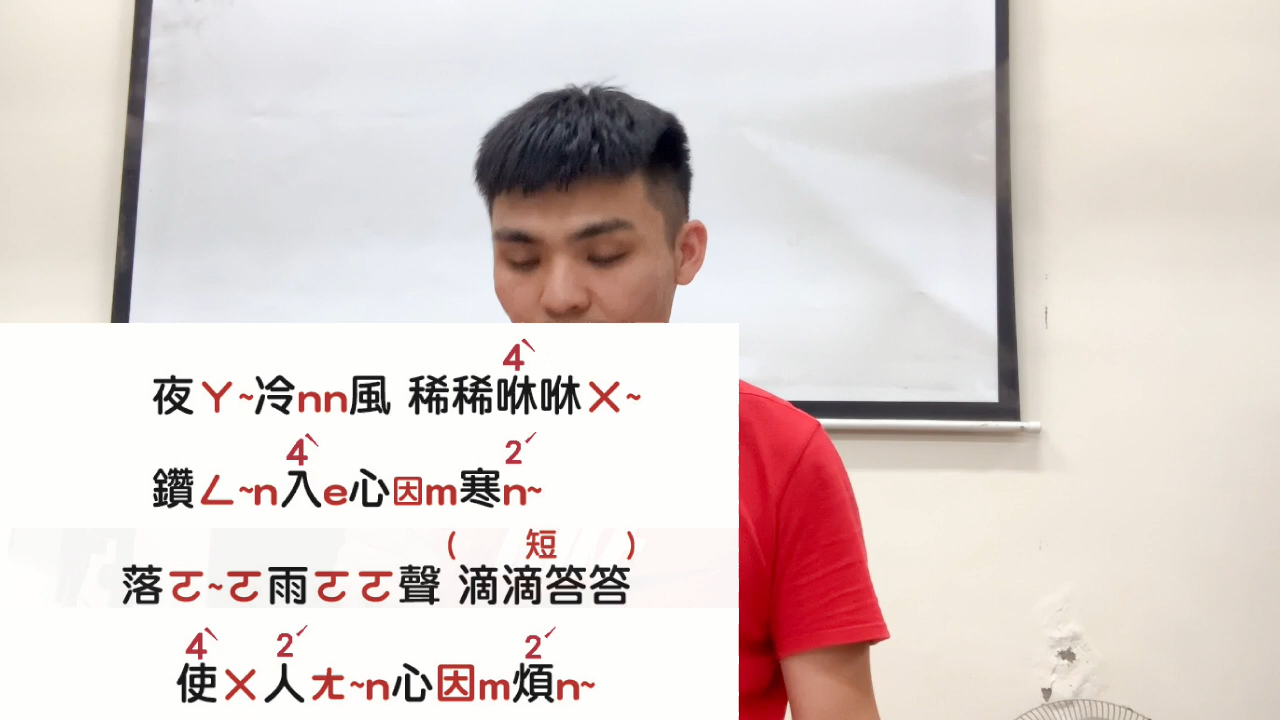 4ˋ
夜ㄚ~冷nn風 稀稀咻咻ㄨ~
4ˋ 2ˊ
鑽ㄥ~n入e心因m寒n~
( 短 )
落ㄛ~ㄛ雨ㄛㄛ聲 滴滴答答
4ˋ 2ˊ 2ˊ
使ㄨ人ㄤ~n心因m煩n~